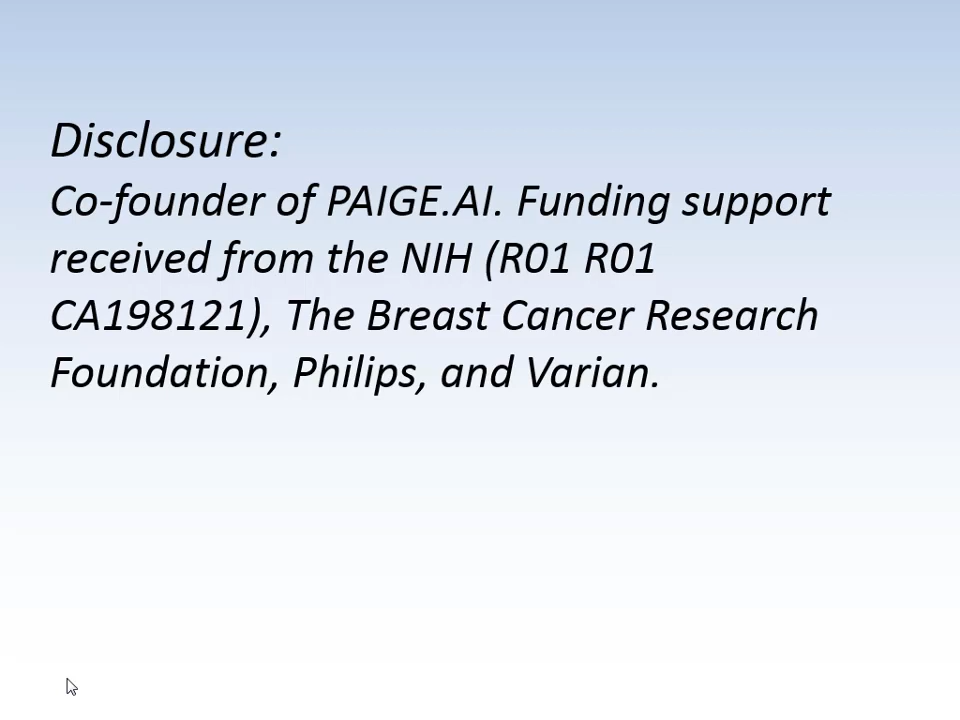 Disclosure:
Co-founder of PAIGE.AI. Funding support
received from the NIH (R01 R01
CA198121), The Breast Cancer Research
Foundation, Philips, and Varian.